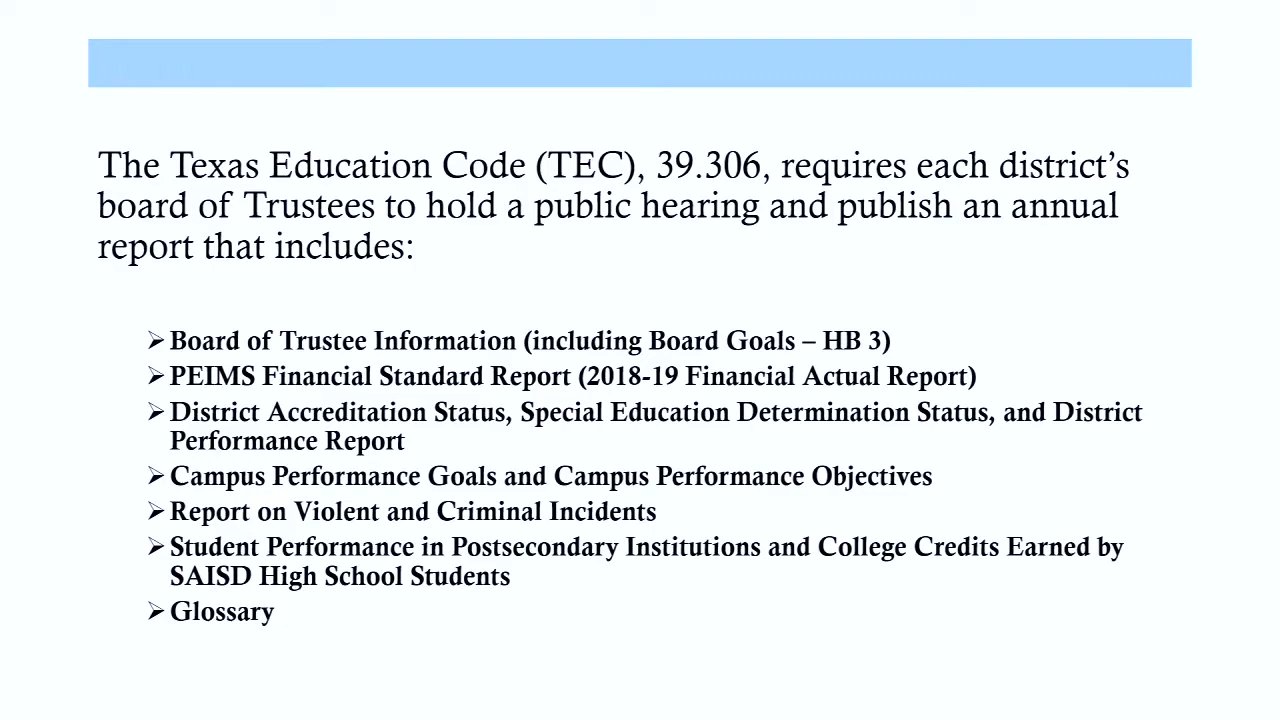 The Texas Education Code (TEC), 39.306, requires each district’s
board of Trustees to hold a public hearing and publish an annual
report that includes:
➢Board of Trustee Information (including Board Goals – HB 3)
➢PEIMS Financial Standard Report (2018-19 Financial Actual Report)
➢District Accreditation Status, Special Education Determination Status, and District
Performance Report
➢Campus Performance Goals and Campus Performance Objectives
➢Report on Violent and Criminal Incidents
➢Student Performance in Postsecondary Institutions and College Credits Earned by
SAISD High School Students
➢Glossary